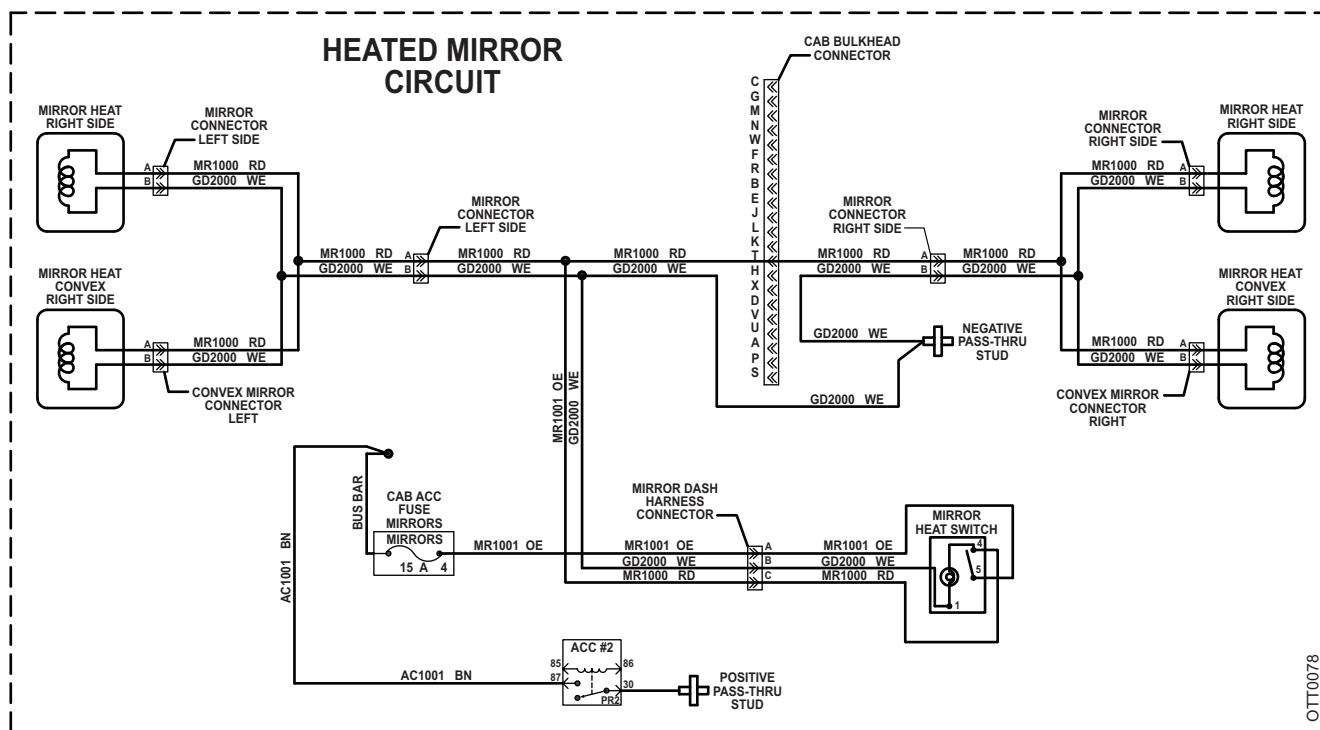 HEATED MIRROR
CIRCUIT
CAB BULKHEAD
CONNECTOR
MIRROR HEAT
RIGHT SIDE
MIRROR
CONNECTOR
LEFT SIDE
A
B
MR1000 RD
GD2000 WE
MIRROR HEAT
CONVEX
RIGHT SIDE
A
B
MR1000 RD
GD2000 WE
CONVEX MIRROR
CONNECTOR
LEFT
MIRROR
CONNECTOR
LEFT SIDE
MR1000 RD A
GD2000 WE B
MR1000 RD
GD2000 WE
MR1000 RD
GD2000 WE
C
G
M
N
W
F
R
B
E
J
L
K
T
H
X
D
V
U
A
P
S
MIRROR
CONNECTOR
RIGHT SIDE
MR1000 RD A
GD2000 WE B
MR1000 RD
GD2000 WE
MIRROR
CONNECTOR
RIGHT SIDE
MR1000 RD A
GD2000 WE B
MIRROR HEAT
RIGHT SIDE
MIRROR HEAT
CONVEX
RIGHT SIDE
MR1000 RD A
GD2000 WE B
CONVEX MIRROR
CONNECTOR
RIGHT
GD2000 WE
NEGATIVE
PASS-THRU
STUD
GD2000 WE
MR1001 OE
GD2000 WE
AC1001 BN
BUS BAR
CAB ACC
FUSE
MIRRORS
MIRRORS
15 A 4
MR1001 OE
MIRROR DASH
HARNESS
CONNECTOR
MR1001 OE A
GD2000 WE B
MR1000 RD C
MR1001 OE
GD2000 WE
MR1000 RD
MIRROR
HEAT SWITCH
4
5
1
AC1001 BN
ACC #2
85
86
87
30
PR2
POSITIVE
PASS-THRU
STUD
OTT0078